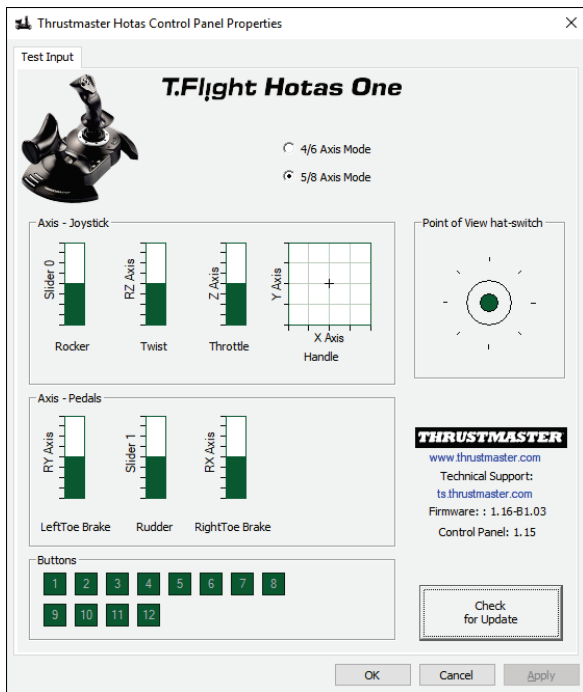 Thrustmaster Hotas Control Panel Properties
Test Input
T.Flight Hotas One
4/6 Axis Mode
5/8 Axis Mode
Axis - Joystick
Slider 0
RZ Axis
Z Axis
Y Axis
X Axis
Rocker
Twist
Throttle
Handle
Point of View hat-switch
Axis - Pedals
RY Axis
Slider 1
RX Axis
LeftToe Brake
Rudder
RightToe Brake
THRUSTMASTER
www.thrustmaster.com
Technical Support:
ts.thrustmaster.com
Firmware: : 1.16-B1.03
Control Panel: 1.15
Buttons
1 2 3 4 5 6 7 8
9 10 11 12
Check
for Update
OK
Cancel
Apply